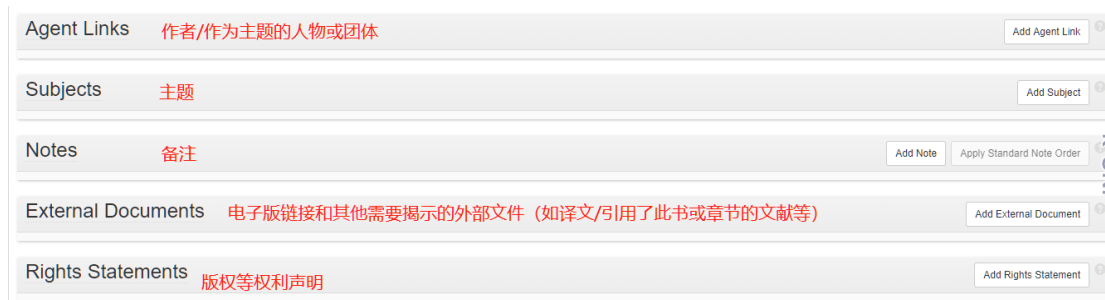 Agent Links 作者/作为主题的人物或团体 Add Agent Link
Subjects 主题 Add Subject
Notes 备注 Add Note Apply Standard Note Order
External Documents 电子版链接和其他需要揭示的外部文件（如译文/引用了此书或章节的文献等） Add External Document
Rights Statements 版权等权利声明 Add Rights Statement